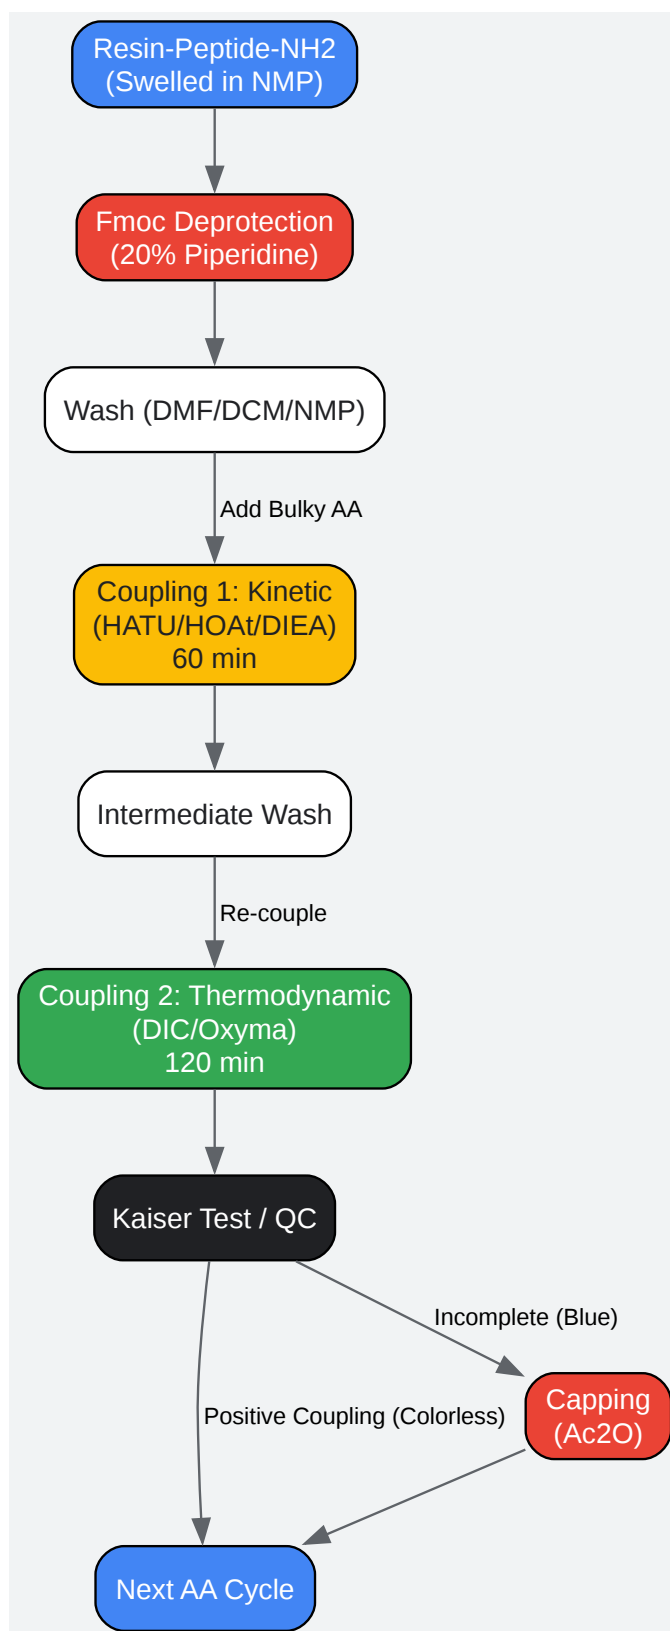 Resin-Peptide-NH2
(Swelled in NMP)
Fmoc Deprotection
(20% Piperidine)
Wash (DMF/DCM/NMP)
Add Bulky AA
Coupling 1: Kinetic
(HATU/HOAt/DIEA)
60 min
Intermediate Wash
Re-couple
Coupling 2: Thermodynamic
(DIC/Oxyma)
120 min
Kaiser Test / QC
Incomplete (Blue)
Positive Coupling (Colorless)
Capping
(Ac2O)
Next AA Cycle